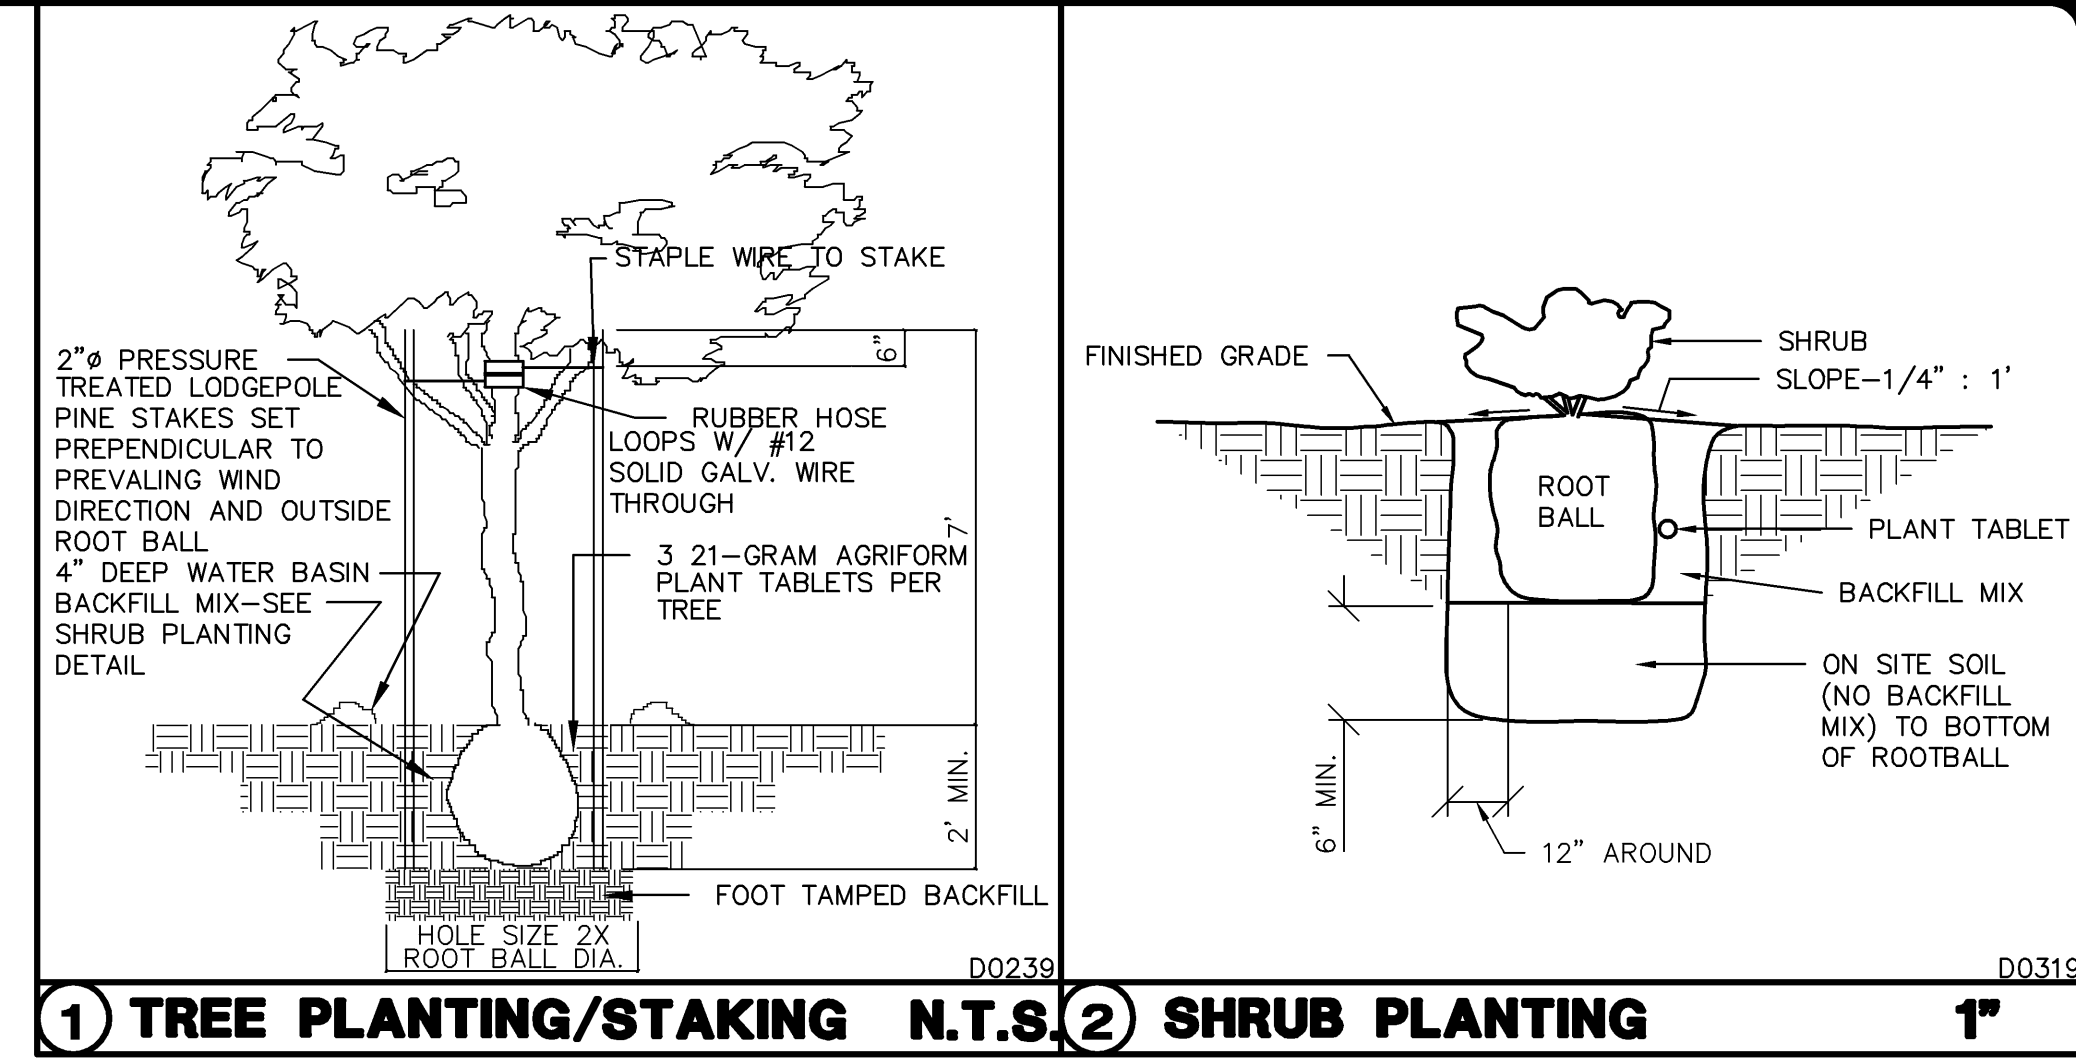 STAPLE WIRE TO STAKE
6"
2"ø PRESSURE
TREATED LODGEPOLE
PINE STAKES SET
PREPENDICULAR TO
PREVALING WIND
DIRECTION AND OUTSIDE
ROOT BALL
4" DEEP WATER BASIN
BACKFILL MIX-SEE
SHRUB PLANTING
DETAIL
RUBBER HOSE
LOOPS W/ #12
SOLID GALV. WIRE
THROUGH
7'
3 21-GRAM AGRIFORM
PLANT TABLETS PER
TREE
2' MIN.
FOOT TAMPED BACKFILL
HOLE SIZE 2X
ROOT BALL DIA.
D0239
1 TREE PLANTING/STAKING N.T.S.
FINISHED GRADE
SHRUB
SLOPE-1/4" : 1'
ROOT
BALL
PLANT TABLET
BACKFILL MIX
ON SITE SOIL
(NO BACKFILL
MIX) TO BOTTOM
OF ROOTBALL
6" MIN.
12" AROUND
D0319
2 SHRUB PLANTING 1"